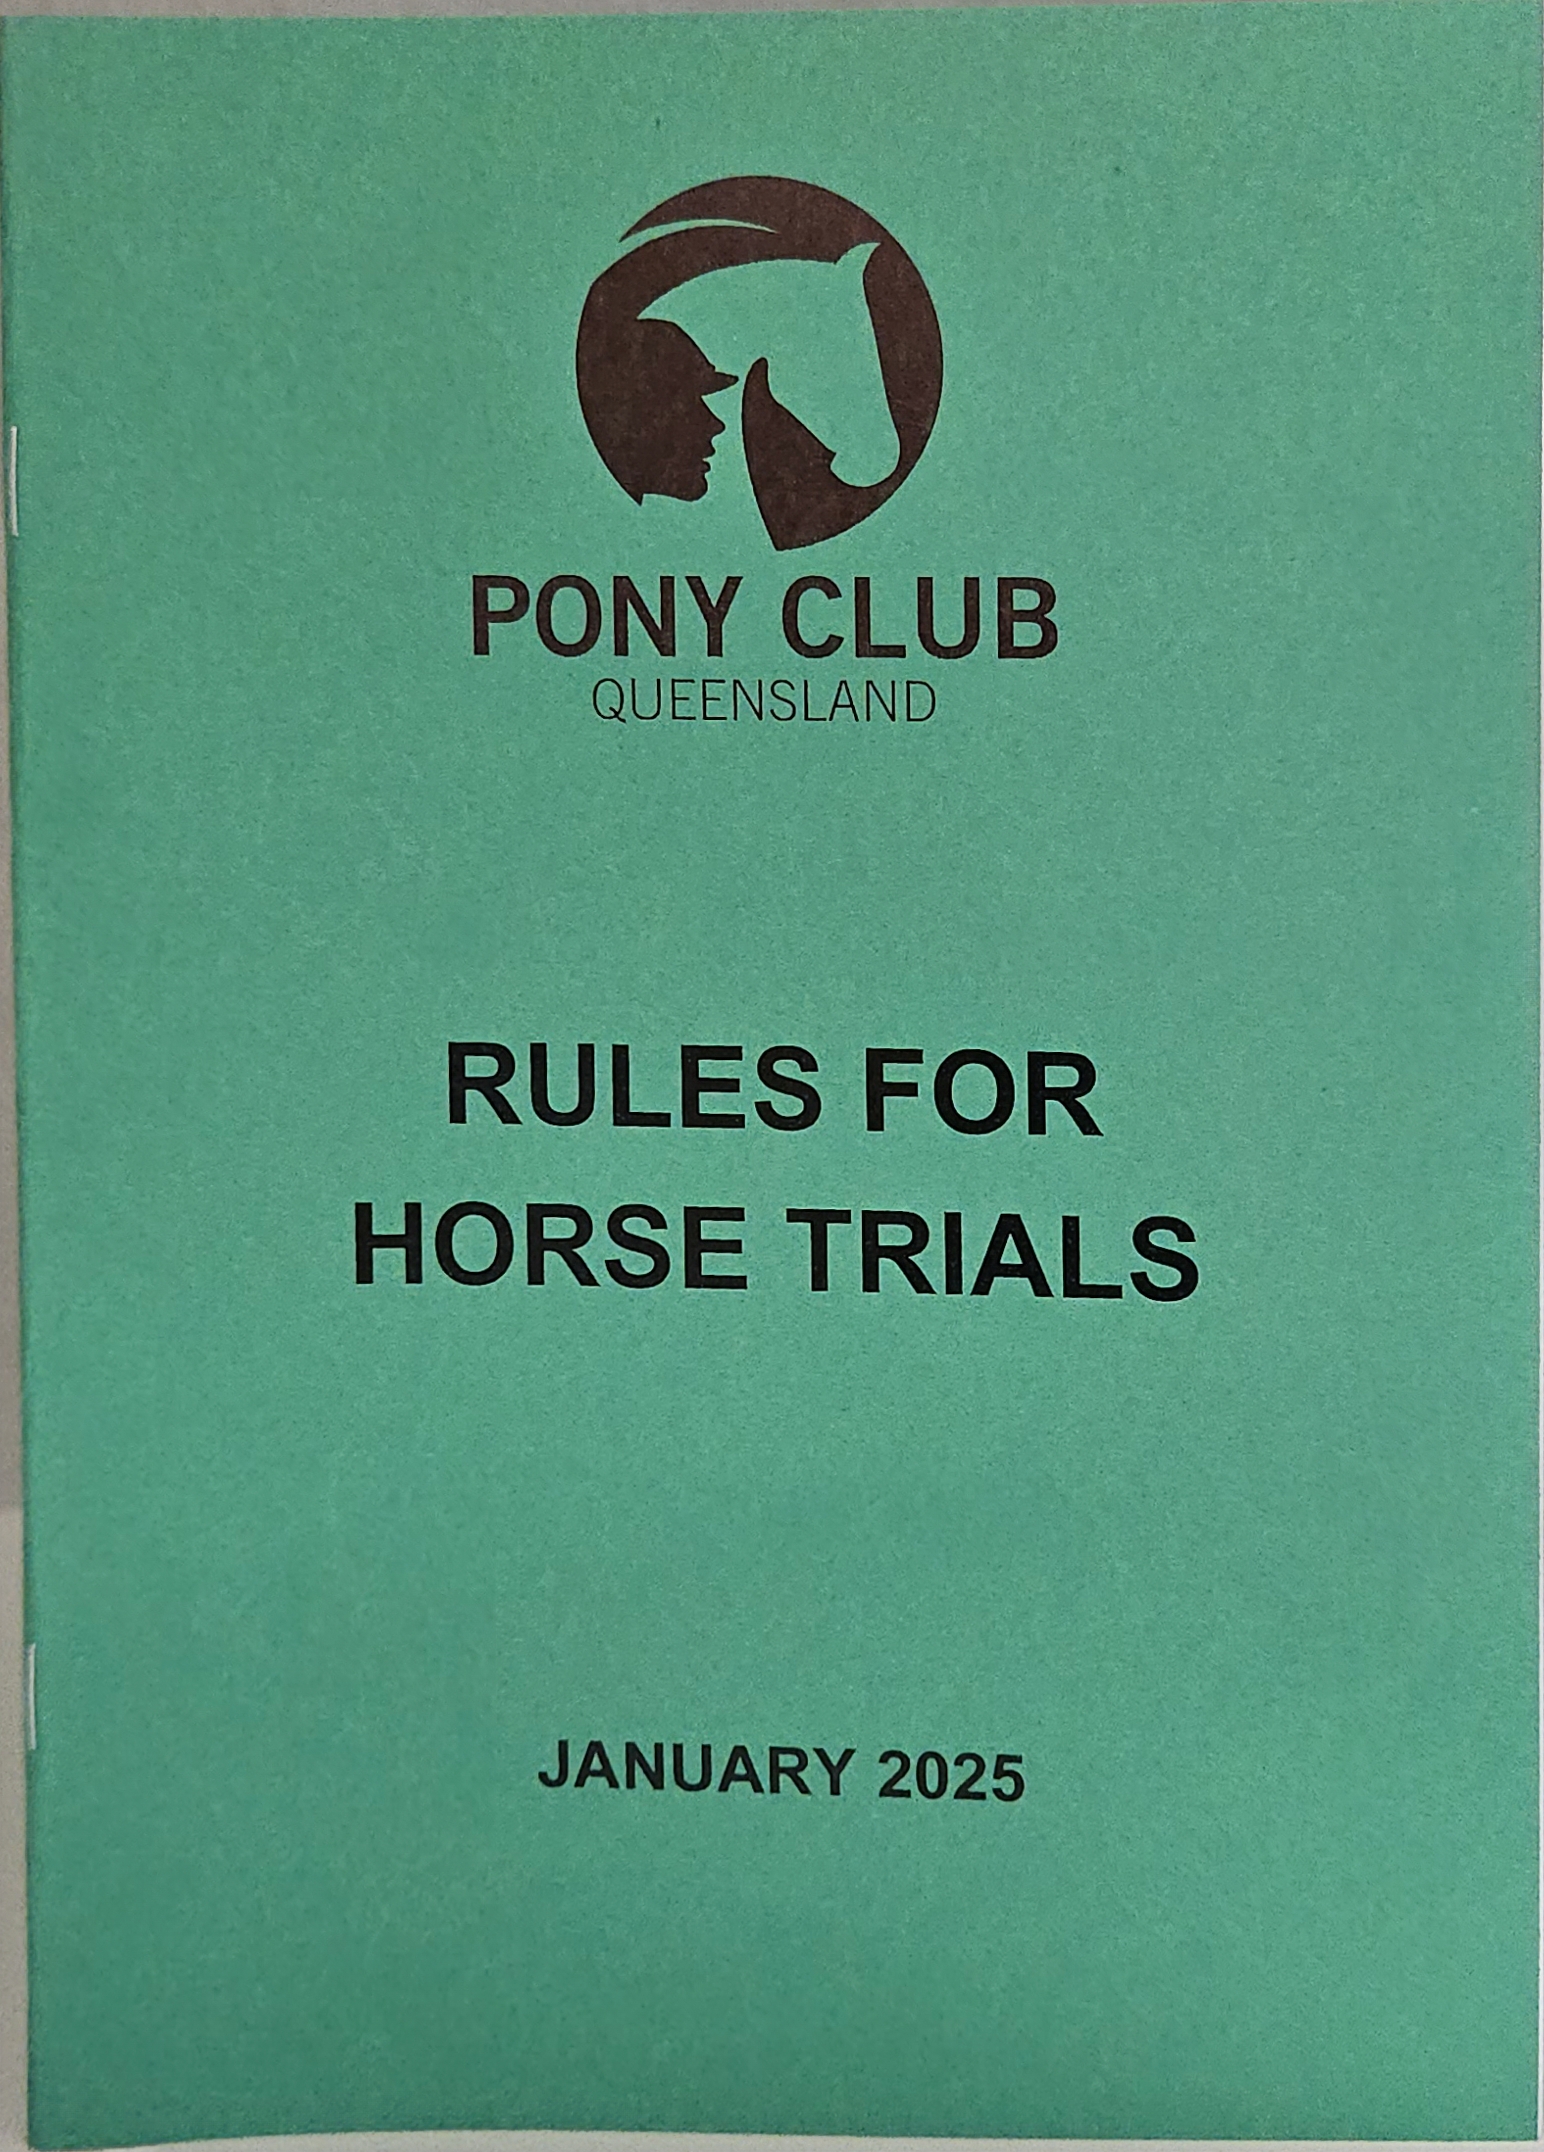 PONY CLUB
QUEENSLAND
RULES FOR
HORSE TRIALS
JANUARY 2025